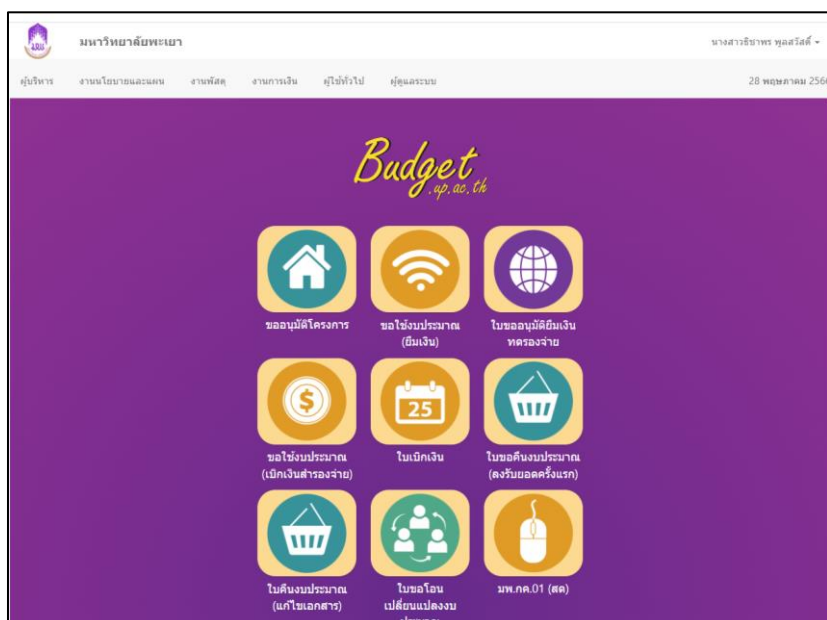 มหาวิทยาลัยพะเยา
นางสาวธิชาพร พูลสวัสดิ์
ผู้บริหาร งานนโยบายและแผน งานพัสดุ งานการเงิน ผู้ใช้ทั่วไป ผู้ดูแลระบบ
28 พฤษภาคม 256
Budget
.up.ac.th
ขออนุมัติโครงการ
ขอใช้งบประมาณ
(ยืมเงิน)
ใบขออนุมัติยืมเงิน
ทดรองจ่าย
25
ขอใช้งบประมาณ
(เบิกเงินสำรองจ่าย)
ใบเบิกเงิน
ใบขอคืนงบประมาณ
(ลงรับยอดครั้งแรก)
ใบคืนงบประมาณ
(แก้ไขเอกสาร)
ใบขอโอน
เปลี่ยนแปลงงบ
มพ.กค.01 (สด)